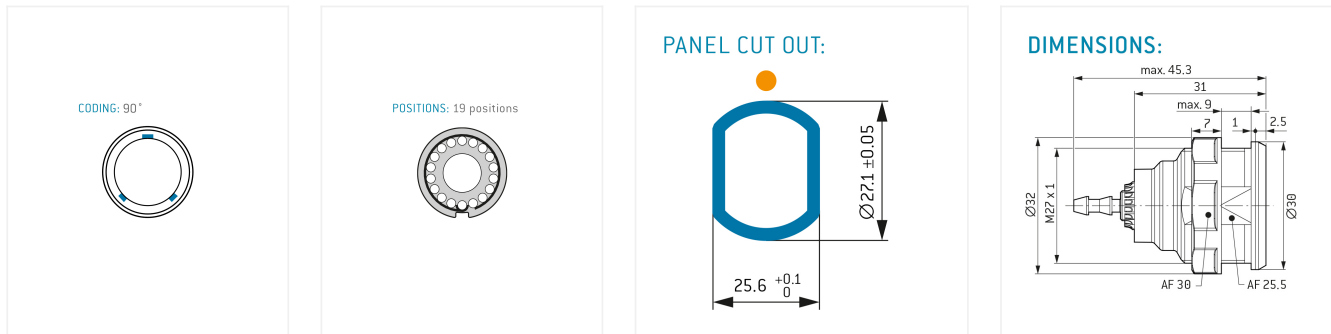 CODING: 90°
POSITIONS: 19 positions
PANEL CUT OUT:
Ø27.1 ±0.05
25.6 +0.1
0
DIMENSIONS:
max. 45.3
31
max. 9
7 1 2.5
Ø32
M27 x 1
Ø30
AF 30 AF 25.5